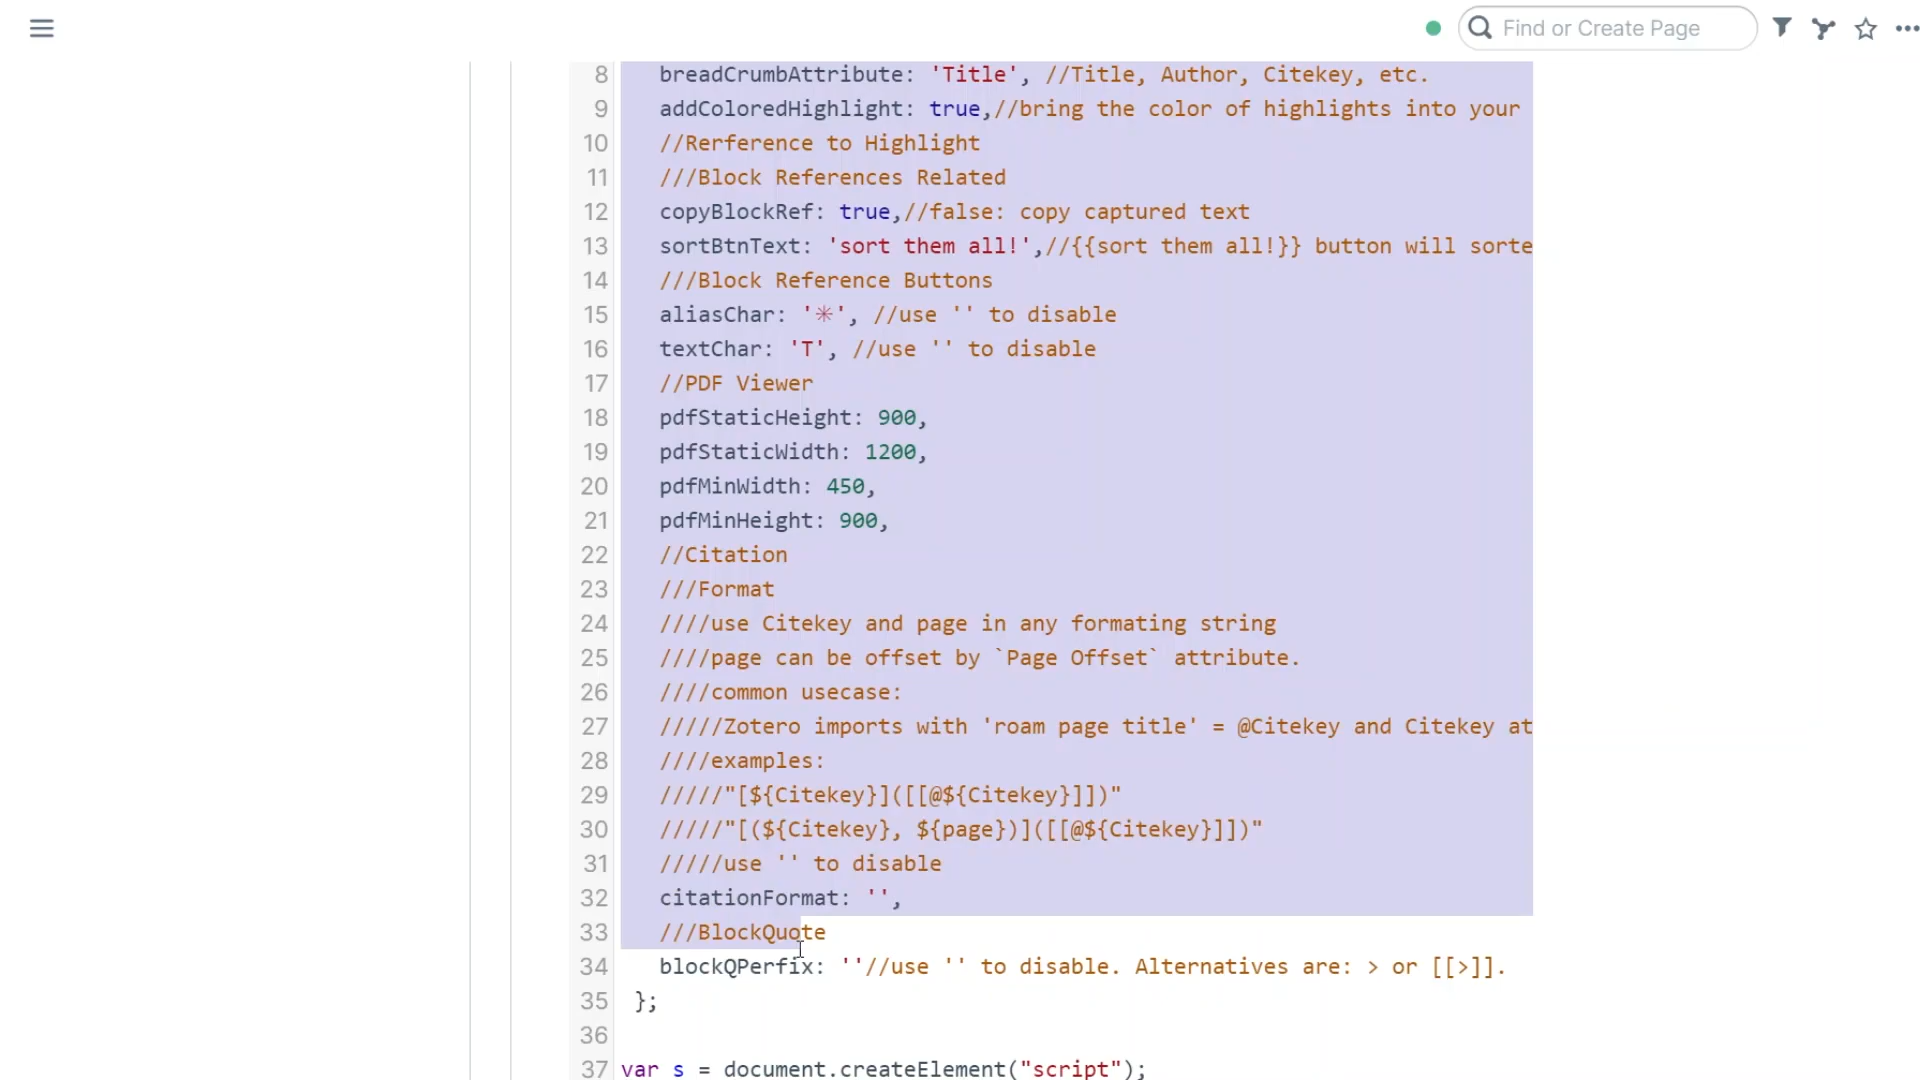 Find or Create Page
8 breadCrumbAttribute: 'Title', //Title, Author, Citekey, etc.
9 addColoredHighlight: true,//bring the color of highlights into your
10 //Rerference to Highlight
11 ///Block References Related
12 copyBlockRef: true,//false: copy captured text
13 sortBtnText: 'sort them all!',//{{sort them all!}} button will sorte
14 ///Block Reference Buttons
15 aliasChar: '✳', //use '' to disable
16 textChar: 'T', //use '' to disable
17 //PDF Viewer
18 pdfStaticHeight: 900,
19 pdfStaticWidth: 1200,
20 pdfMinWidth: 450,
21 pdfMinHeight: 900,
22 //Citation
23 ///Format
24 ////use Citekey and page in any formating string
25 ////page can be offset by `Page Offset` attribute.
26 ////common usecase:
27 /////Zotero imports with 'roam page title' = @Citekey and Citekey at
28 ////examples:
29 /////"[${Citekey}]([[@${Citekey}]])"
30 /////"[(${Citekey}, ${page})]([[@${Citekey}]])"
31 /////use '' to disable
32 citationFormat: '',
33 ///BlockQuote
34 blockQPerfix: ''//use '' to disable. Alternatives are: > or [[>]].
35 };
36
37 var s = document.createElement("script");